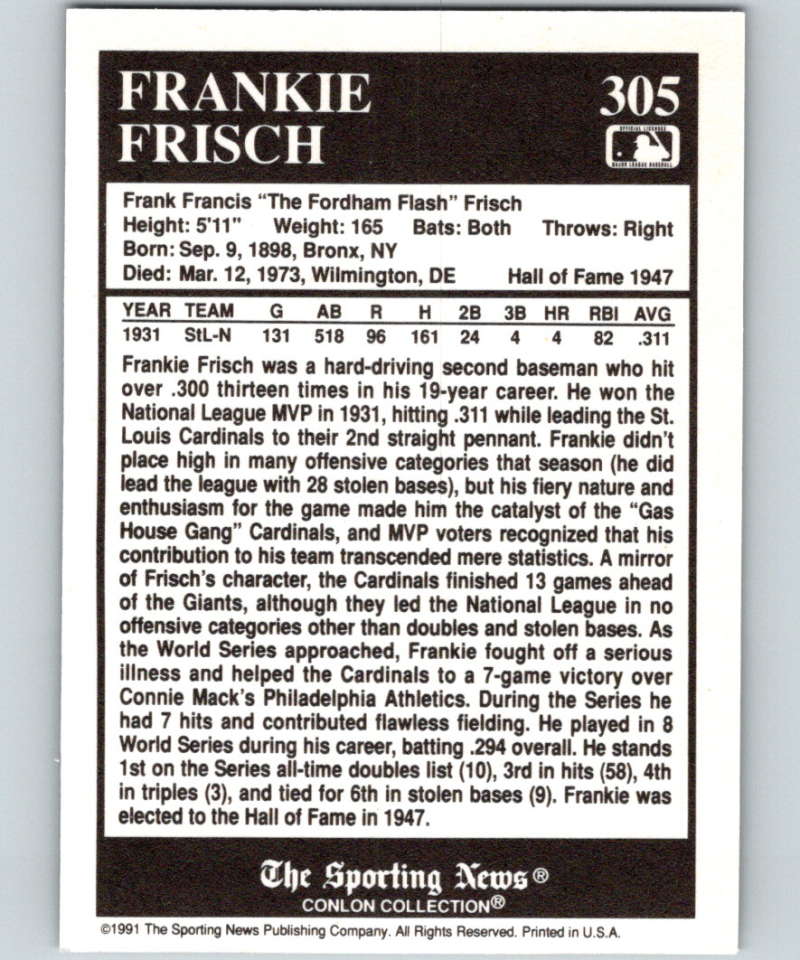 FRANKIE 305
FRISCH
OFFICIAL LICENSEE
MAJOR LEAGUE BASEBALL
Frank Francis “The Fordham Flash” Frisch
Height: 5'11" Weight: 165 Bats: Both Throws: Right
Born: Sep. 9, 1898, Bronx, NY
Died: Mar. 12, 1973, Wilmington, DE Hall of Fame 1947
YEAR TEAM G AB R H 2B 3B HR RBI AVG
1931 StL-N 131 518 96 161 24 4 4 82 .311
Frankie Frisch was a hard-driving second baseman who hit
over .300 thirteen times in his 19-year career. He won the
National League MVP in 1931, hitting .311 while leading the St.
Louis Cardinals to their 2nd straight pennant. Frankie didn't
place high in many offensive categories that season (he did
lead the league with 28 stolen bases), but his fiery nature and
enthusiasm for the game made him the catalyst of the “Gas
House Gang” Cardinals, and MVP voters recognized that his
contribution to his team transcended mere statistics. A mirror
of Frisch's character, the Cardinals finished 13 games ahead
of the Giants, although they led the National League in no
offensive categories other than doubles and stolen bases. As
the World Series approached, Frankie fought off a serious
illness and helped the Cardinals to a 7-game victory over
Connie Mack's Philadelphia Athletics. During the Series he
had 7 hits and contributed flawless fielding. He played in 8
World Series during his career, batting .294 overall. He stands
1st on the Series all-time doubles list (10), 3rd in hits (58), 4th
in triples (3), and tied for 6th in stolen bases (9). Frankie was
elected to the Hall of Fame in 1947.
The Sporting News®
CONLON COLLECTION®
©1991 The Sporting News Publishing Company. All Rights Reserved. Printed in U.S.A.